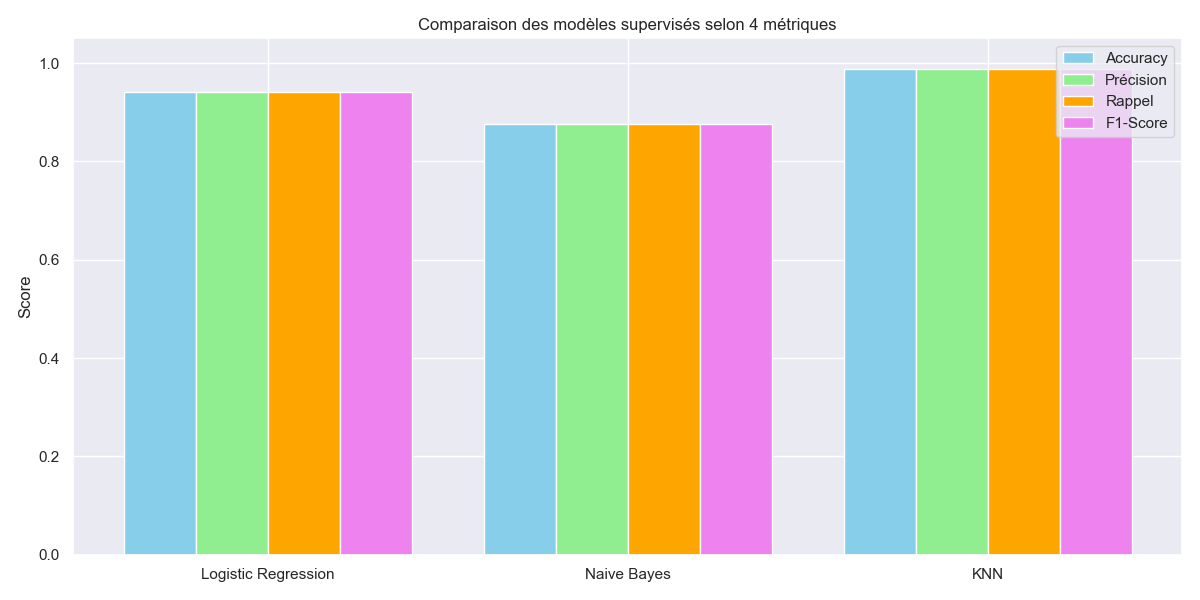 Comparaison des modèles supervisés selon 4 métriques
Accuracy
Précision
Rappel
F1-Score
Score
1.0
0.8
0.6
0.4
0.2
0.0
Logistic Regression
Naive Bayes
KNN